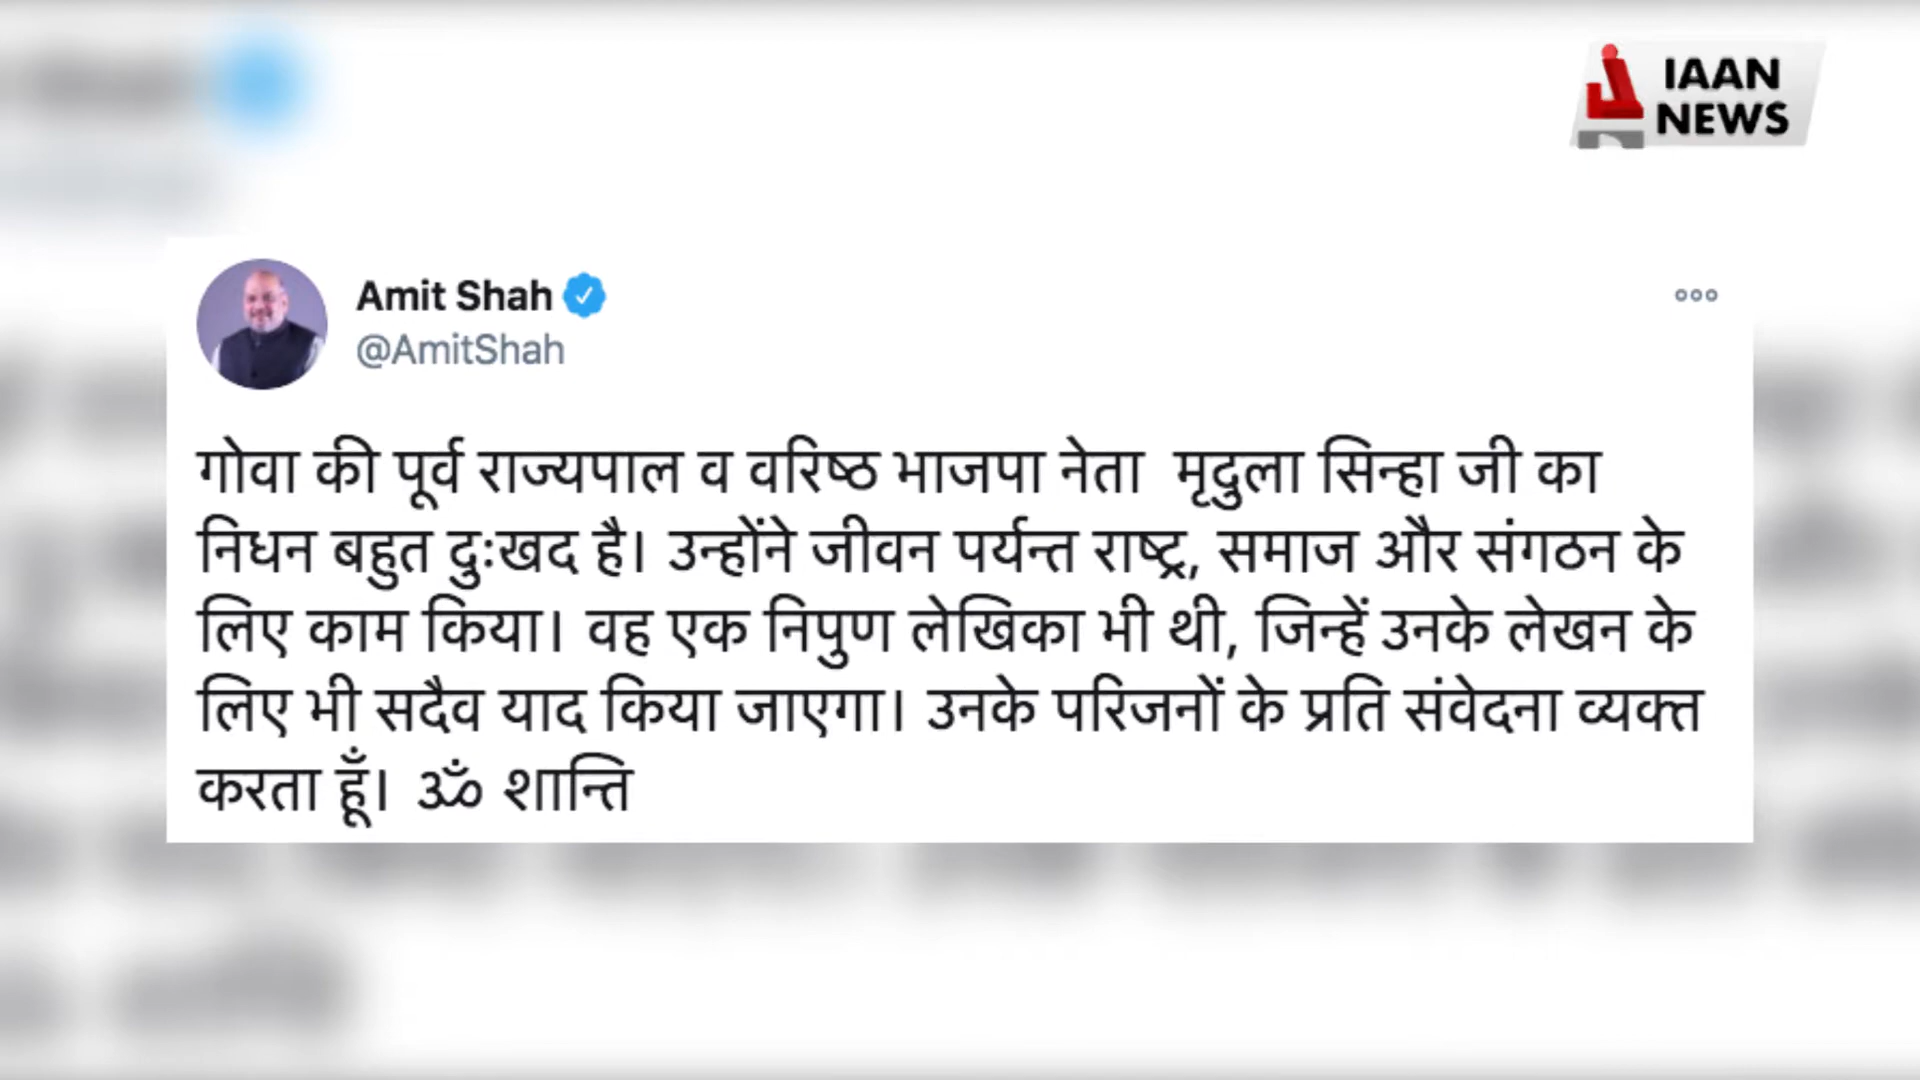 IAAN
NEWS
Amit Shah
@AmitShah
गोवा की पूर्व राज्यपाल व वरिष्ठ भाजपा नेता मृदुला सिन्हा जी का
निधन बहुत दुःखद है। उन्होंने जीवन पर्यन्त राष्ट्र, समाज और संगठन के
लिए काम किया। वह एक निपुण लेखिका भी थी, जिन्हें उनके लेखन के
लिए भी सदैव याद किया जाएगा। उनके परिजनों के प्रति संवेदना व्यक्त
करता हूँ। ॐ शान्ति